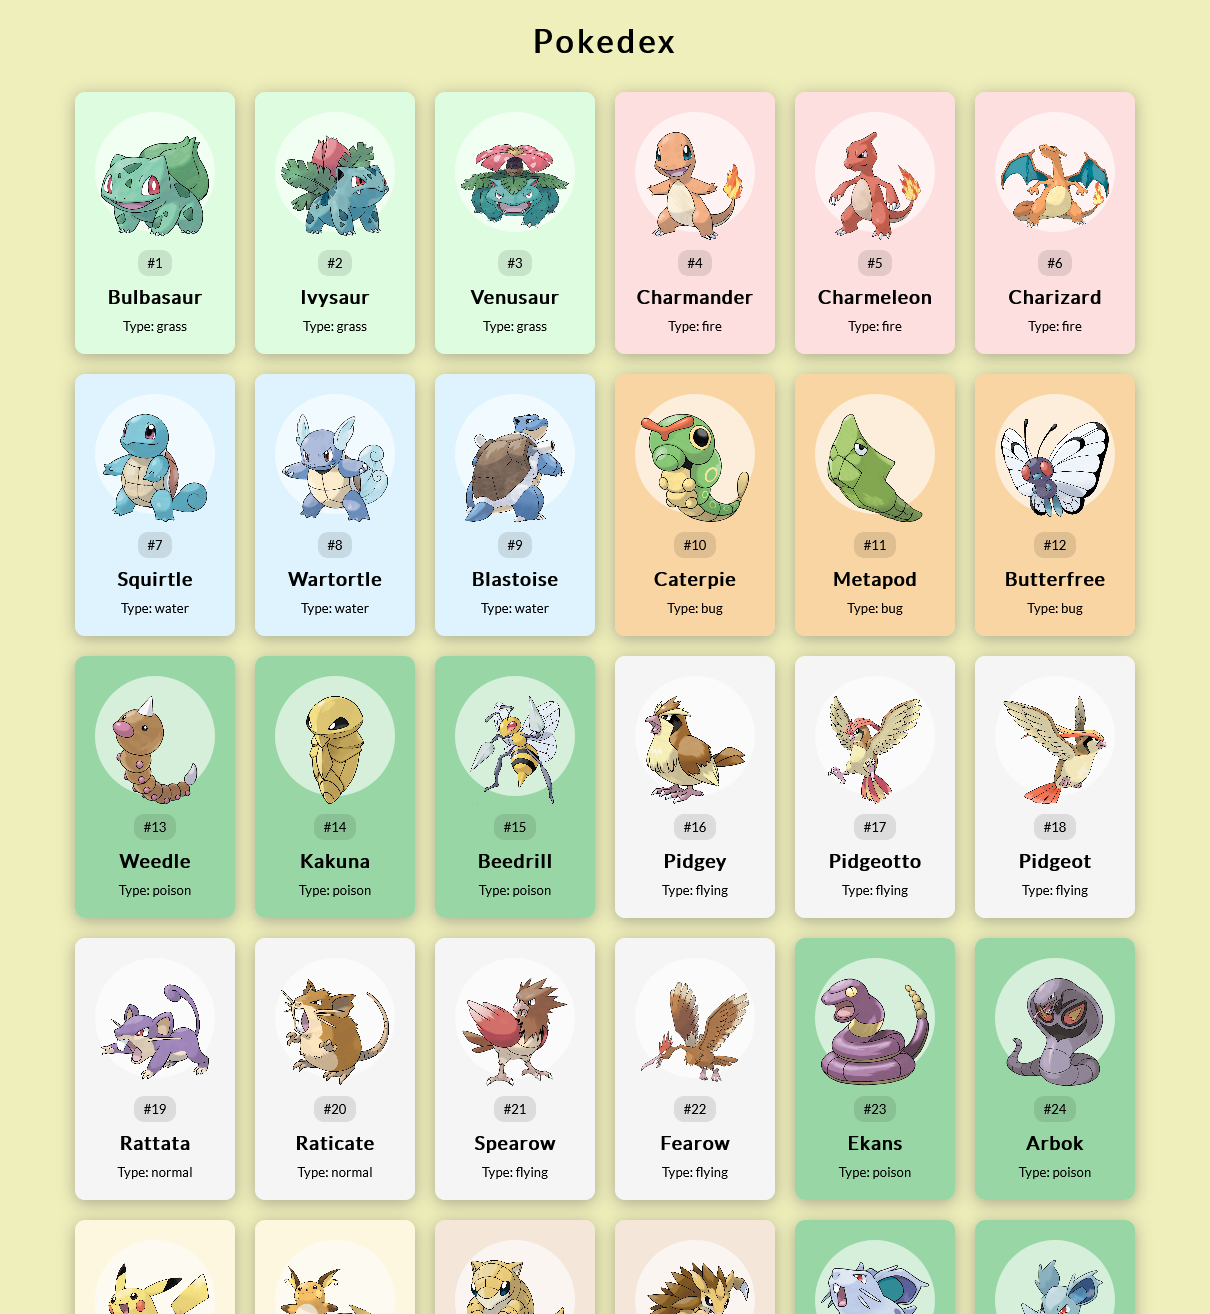 Pokedex
#1
Bulbasaur
Type: grass
#2
Ivysaur
Type: grass
#3
Venusaur
Type: grass
#4
Charmander
Type: fire
#5
Charmeleon
Type: fire
#6
Charizard
Type: fire
#7
Squirtle
Type: water
#8
Wartortle
Type: water
#9
Blastoise
Type: water
#10
Caterpie
Type: bug
#11
Metapod
Type: bug
#12
Butterfree
Type: bug
#13
Weedle
Type: poison
#14
Kakuna
Type: poison
#15
Beedrill
Type: poison
#16
Pidgey
Type: flying
#17
Pidgeotto
Type: flying
#18
Pidgeot
Type: flying
#19
Rattata
Type: normal
#20
Raticate
Type: normal
#21
Spearow
Type: flying
#22
Fearow
Type: flying
#23
Ekans
Type: poison
#24
Arbok
Type: poison